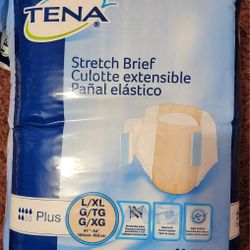 TENA
Stretch Brief
Culotte extensible
Pañal elástico
Plus
L/XL
G/TG
G/XG